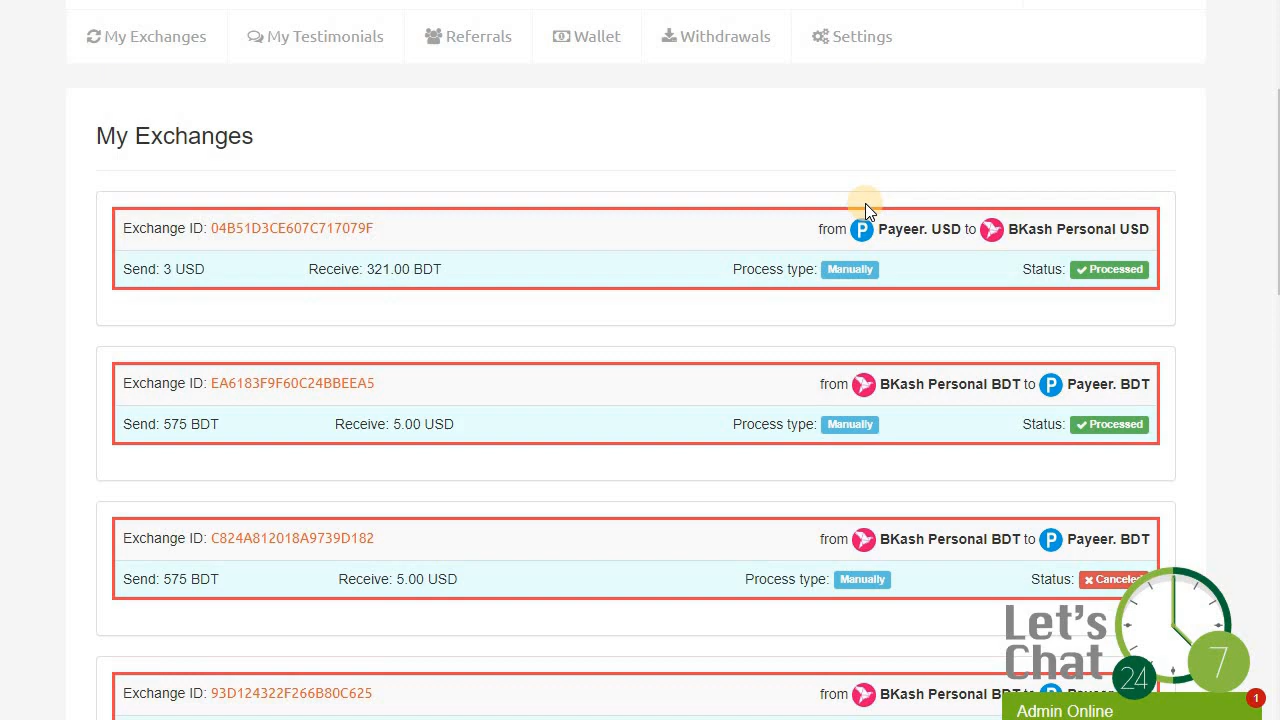 My Exchanges My Testimonials Referrals Wallet Withdrawals Settings
My Exchanges
Exchange ID: 04B51D3CE607C717079F from P Payeer. USD to BKash Personal USD
Send: 3 USD Receive: 321.00 BDT Process type: Manually Status: Processed
Exchange ID: EA6183F9F60C24BBEEA5 from BKash Personal BDT to P Payeer. BDT
Send: 575 BDT Receive: 5.00 USD Process type: Manually Status: Processed
Exchange ID: C824A812018A9739D182 from BKash Personal BDT to P Payeer. BDT
Send: 575 BDT Receive: 5.00 USD Process type: Manually Status: Canceled
Let's
Chat 24 7
Exchange ID: 93D124322F266B80C625 from BKash Personal
Admin Online 1